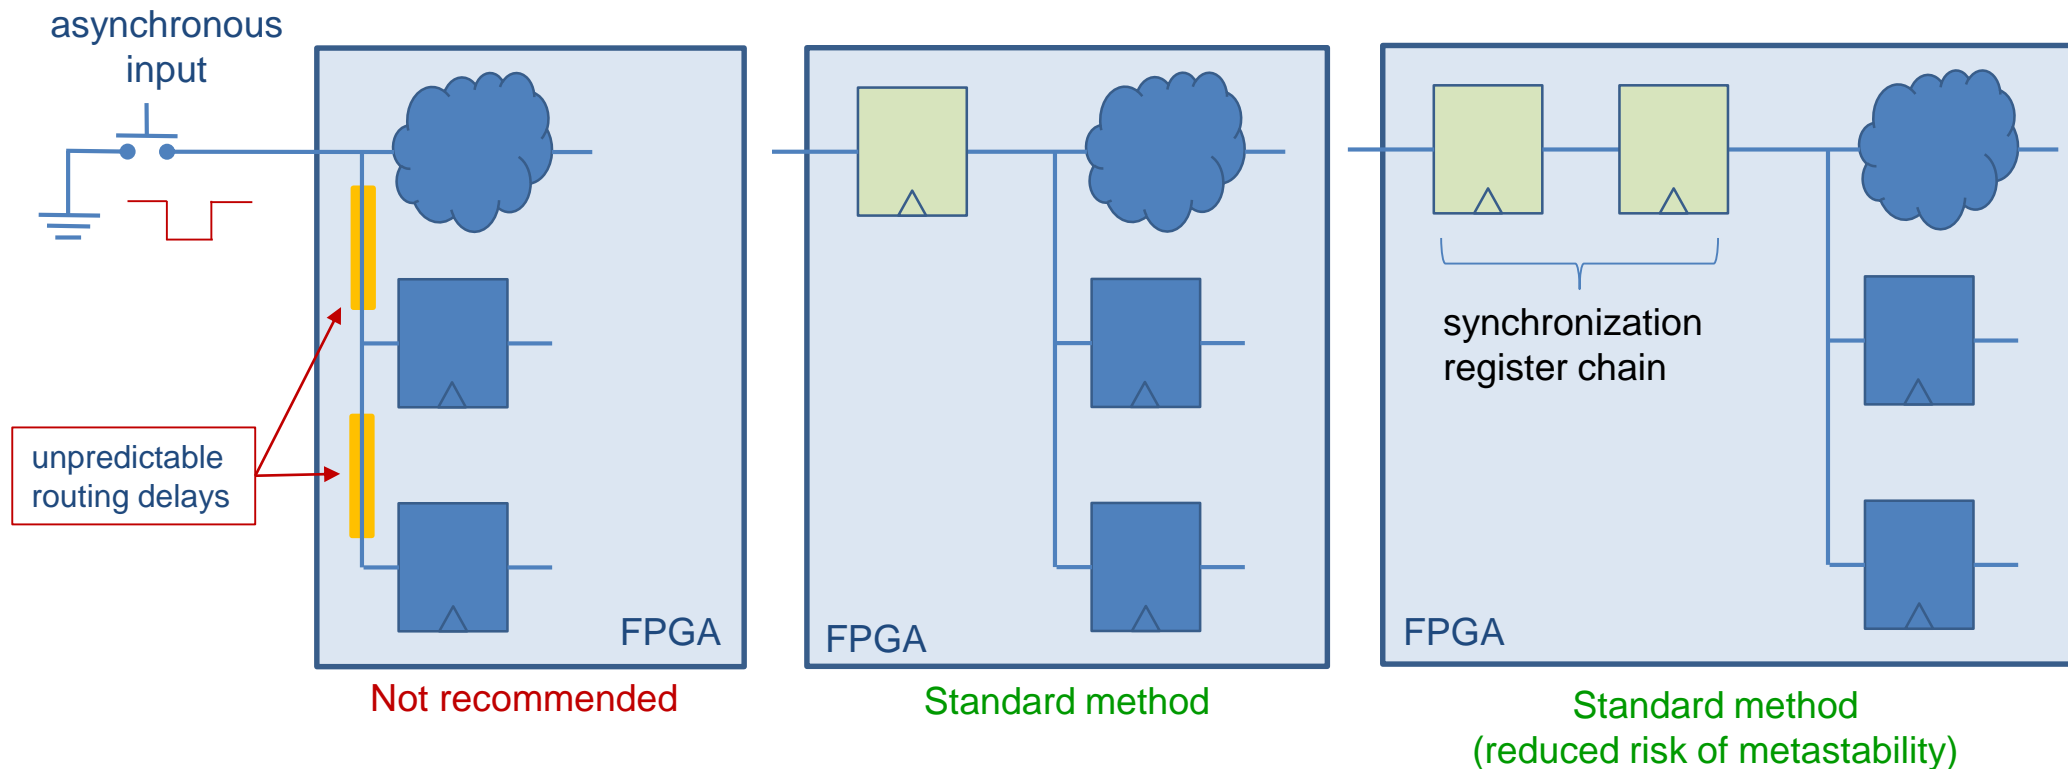 asynchronous
input
unpredictable
routing delays
FPGA
Not recommended
FPGA
Standard method
synchronization
register chain
FPGA
Standard method
(reduced risk of metastability)